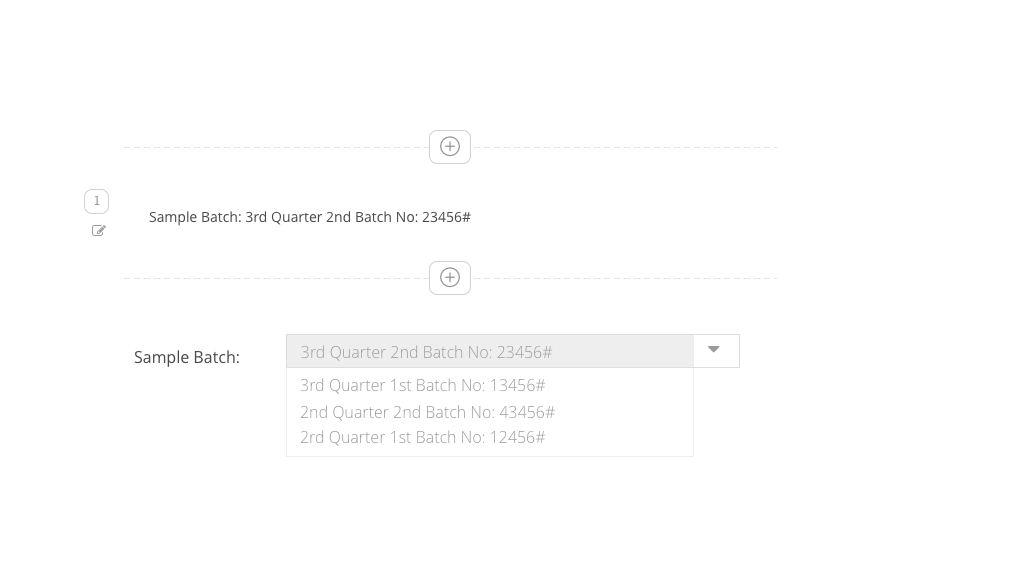 1
Sample Batch: 3rd Quarter 2nd Batch No: 23456#
Sample Batch:
3rd Quarter 2nd Batch No: 23456#
3rd Quarter 1st Batch No: 13456#
2nd Quarter 2nd Batch No: 43456#
2rd Quarter 1st Batch No: 12456#